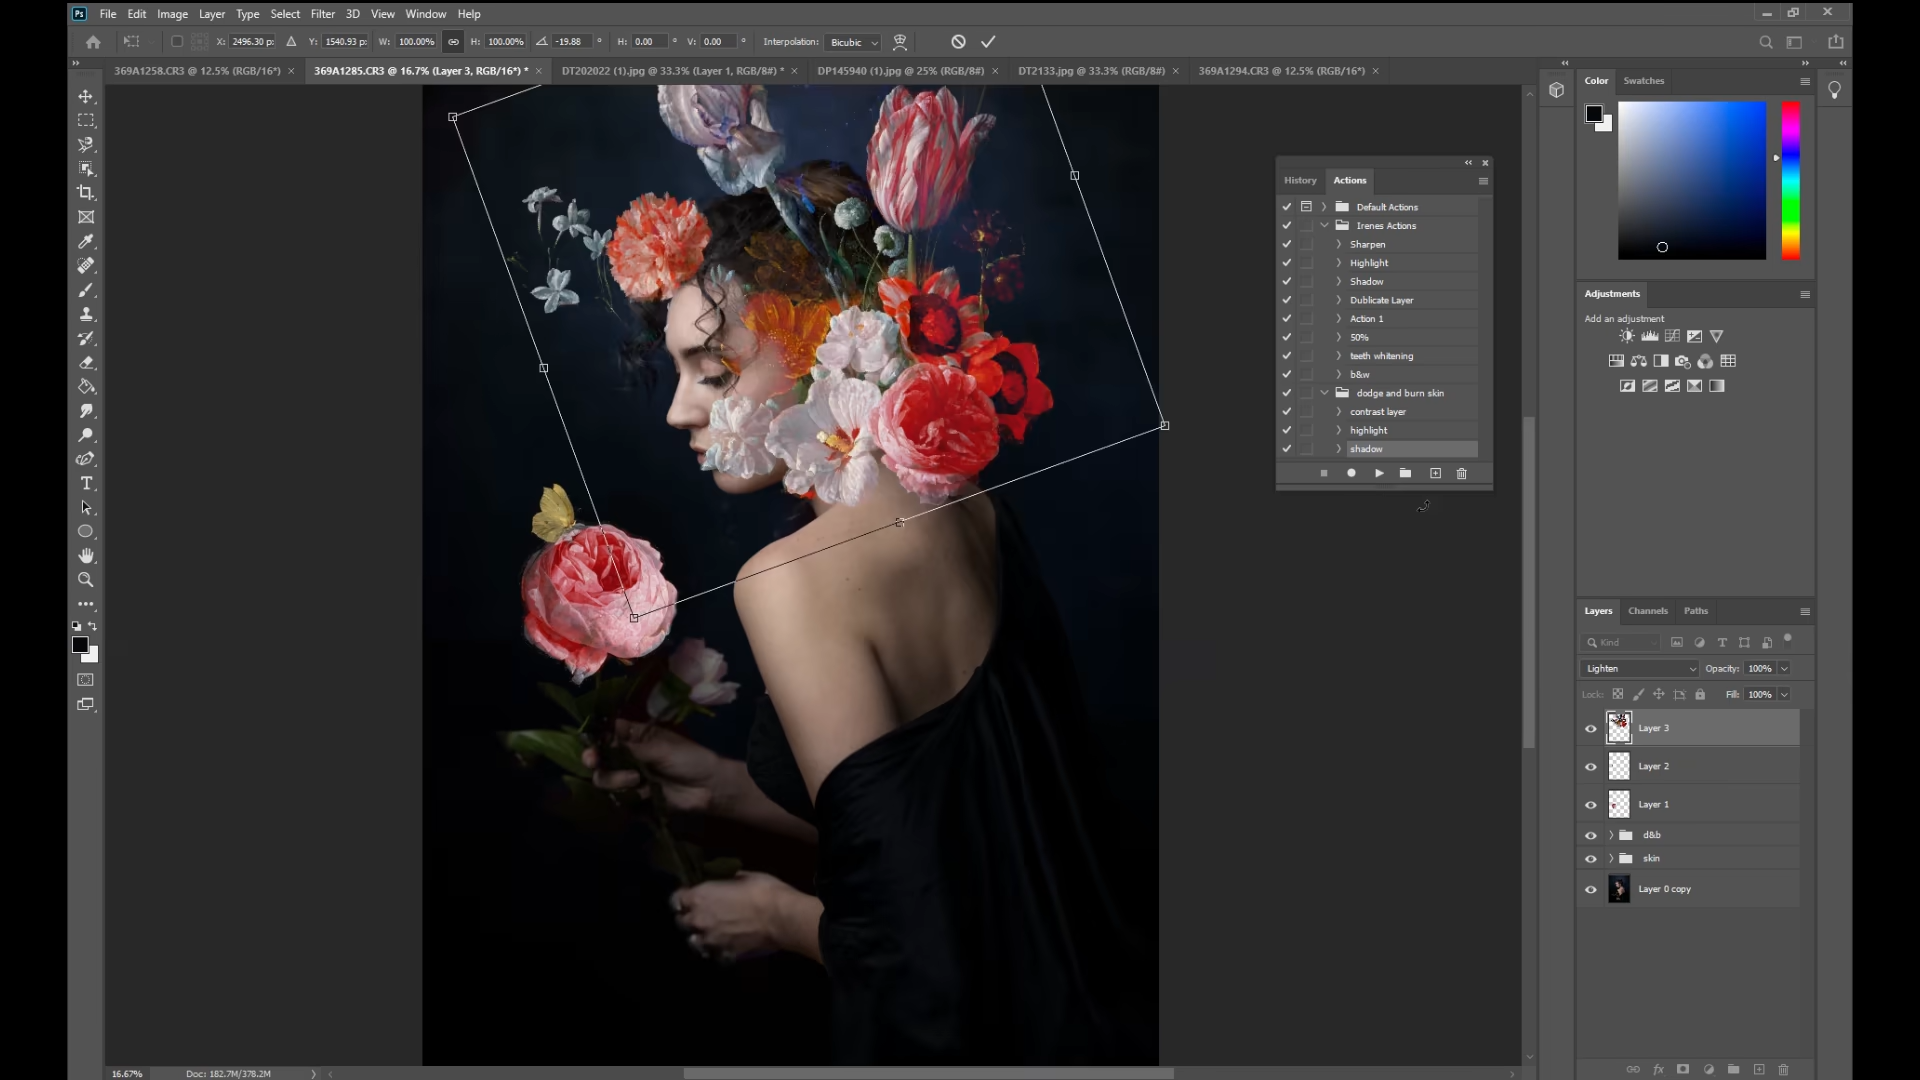 Ps File Edit Image Layer Type Select Filter 3D View Window Help
X: 2496.30 p: Y: 1540.93 p: W: 100.00% H: 100.00% -19.88 ° H: 0.00 ° V: 0.00 ° Interpolation: Bicubic
369A1258.CR3 @ 12.5% (RGB/16*) × 369A1285.CR3 @ 16.7% (Layer 3, RGB/16*) * × DT202022 (1).jpg @ 33.3% (Layer 1, RGB/8#) * × DP145940 (1).jpg @ 25% (RGB/8#) × DT2133.jpg @ 33.3% (RGB/8#) × 369A1294.CR3 @ 12.5% (RGB/16*) ×
Color Swatches
History Actions
Default Actions
Irenes Actions
Sharpen
Highlight
Shadow
Dublicate Layer
Action 1
50%
teeth whitening
b&w
dodge and burn skin
contrast layer
highlight
shadow
Adjustments
Add an adjustment
Layers Channels Paths
Kind
Lighten Opacity: 100%
Lock: Fill: 100%
Layer 3
Layer 2
Layer 1
d&b
skin
Layer 0 copy
16.67% Doc: 182.7M/378.2M